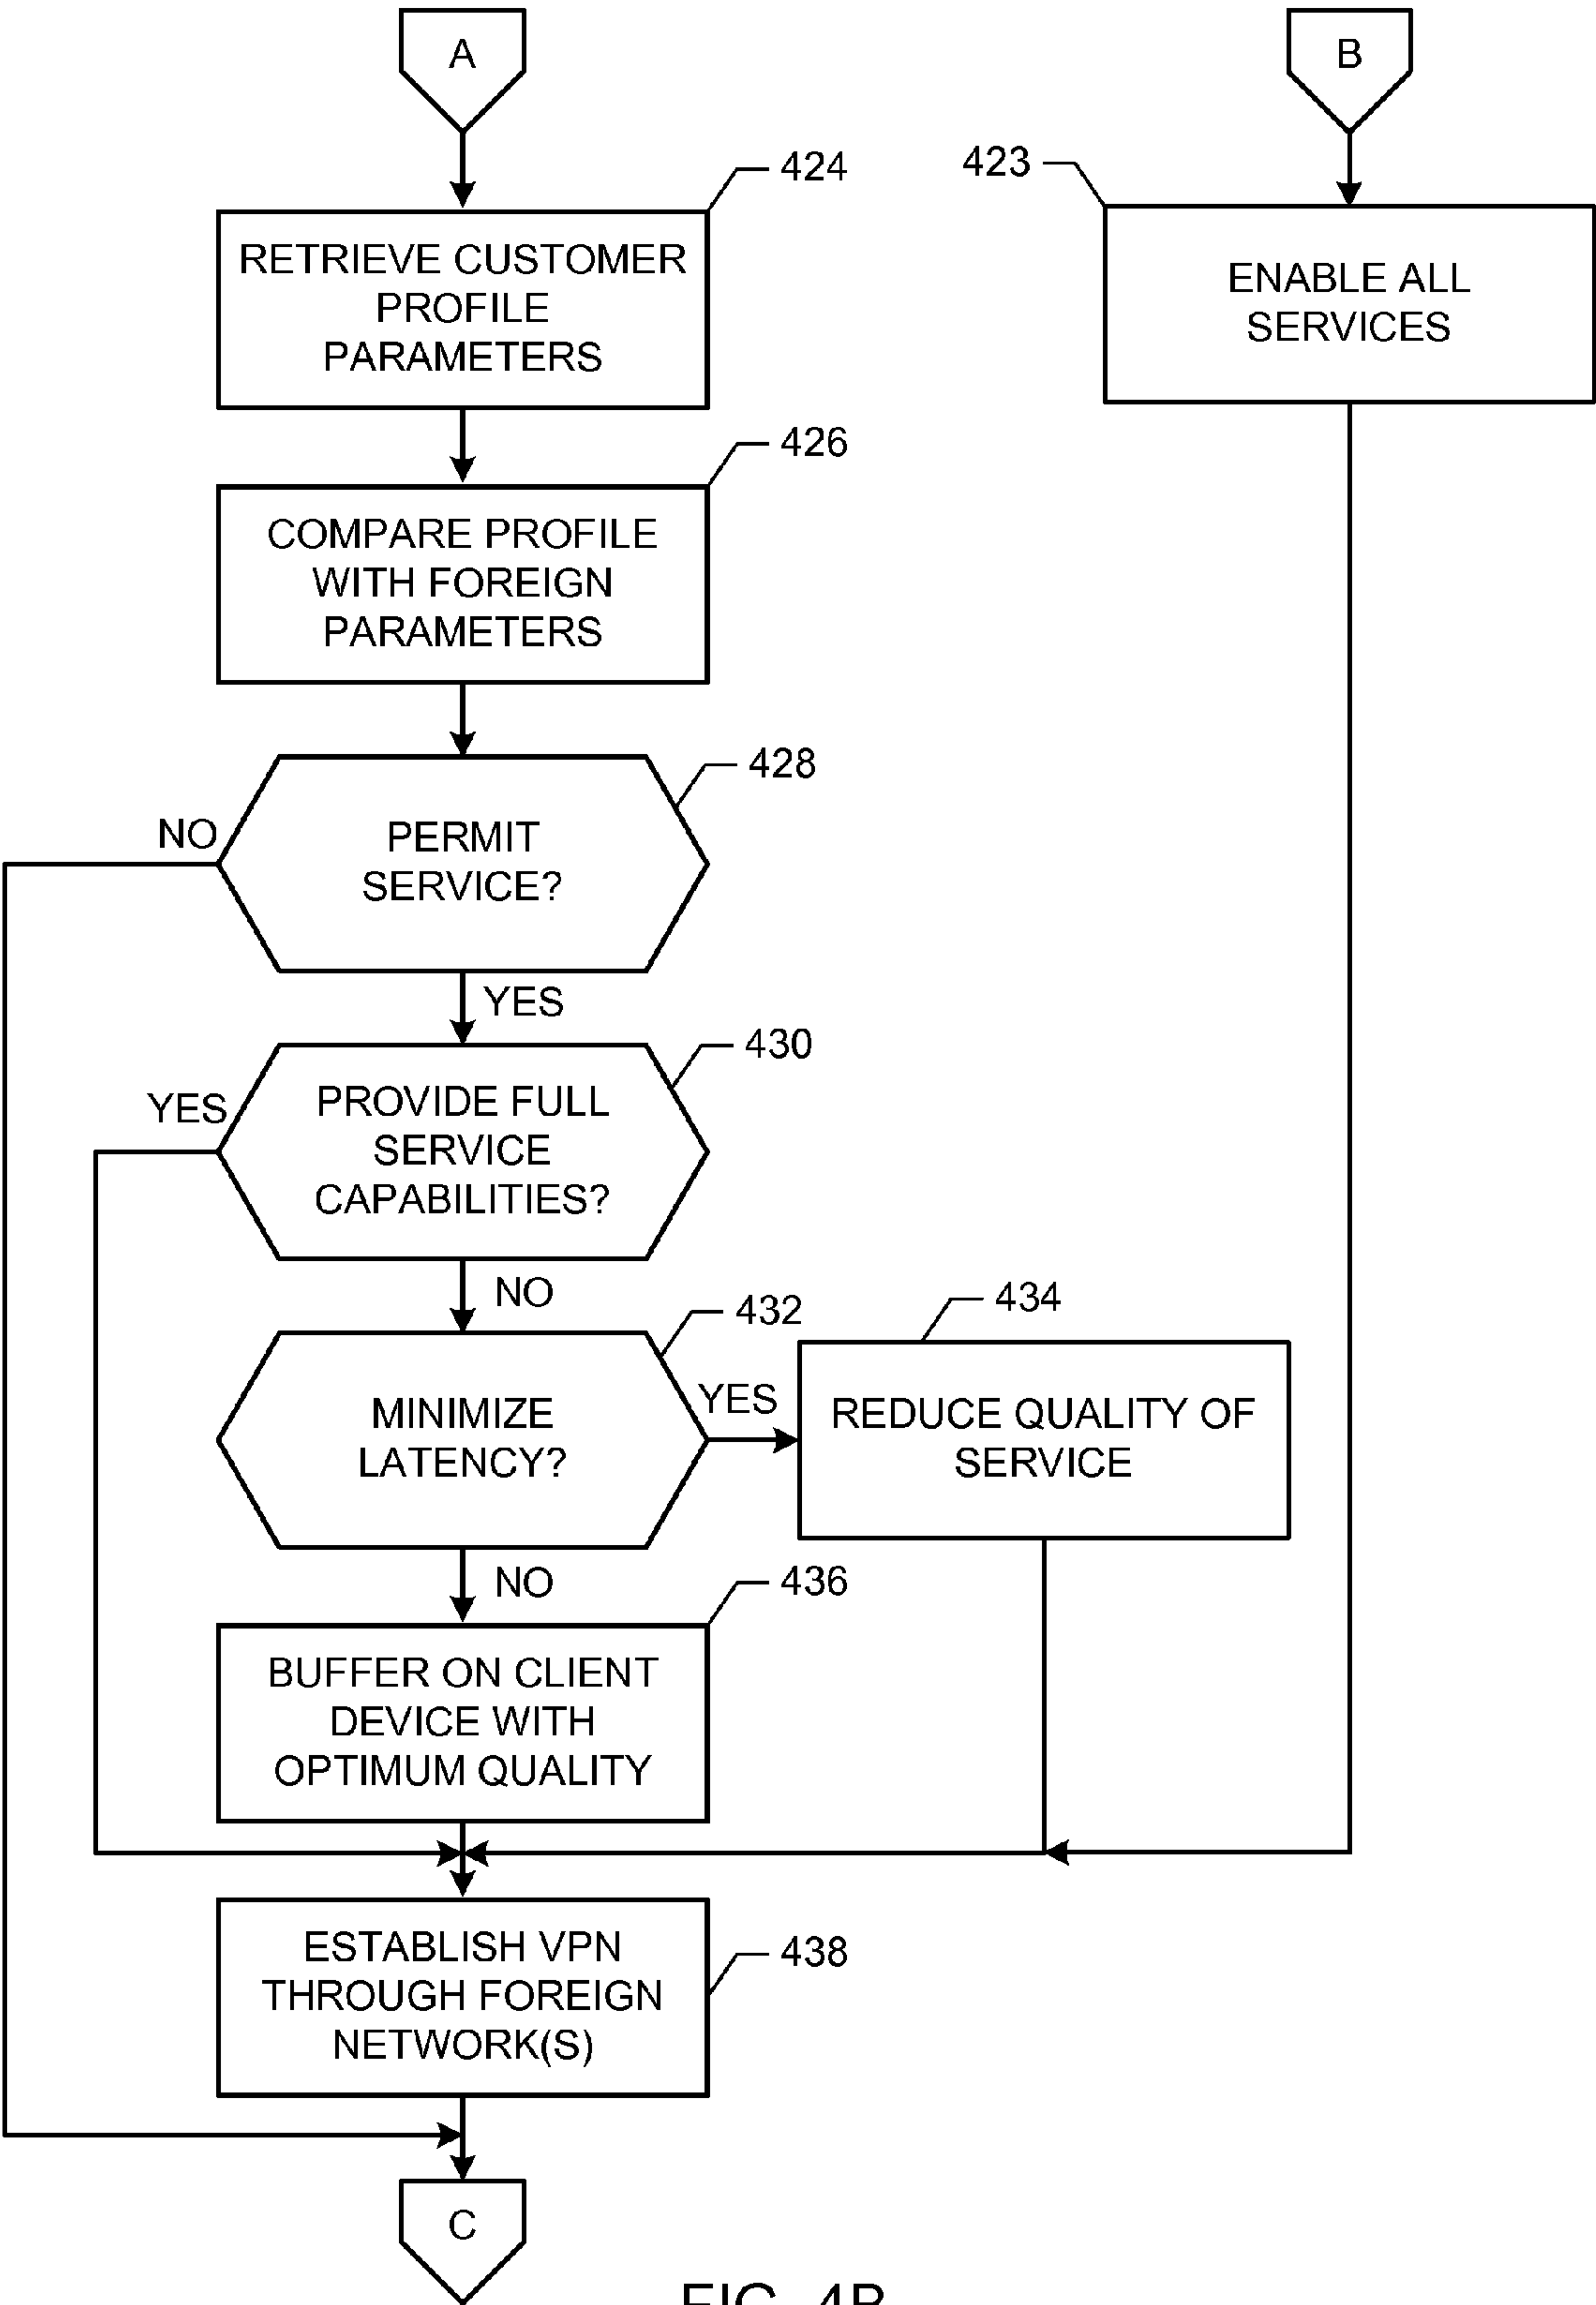 A
B
424
423
RETRIEVE CUSTOMER
PROFILE
PARAMETERS
ENABLE ALL
SERVICES
426
COMPARE PROFILE
WITH FOREIGN
PARAMETERS
428
NO
PERMIT
SERVICE?
YES
430
YES
PROVIDE FULL
SERVICE
CAPABILITIES?
NO
432
434
MINIMIZE
LATENCY?
YES
REDUCE QUALITY OF
SERVICE
NO
436
BUFFER ON CLIENT
DEVICE WITH
OPTIMUM QUALITY
ESTABLISH VPN
THROUGH FOREIGN
NETWORK(S)
438
C
FIG. 4B